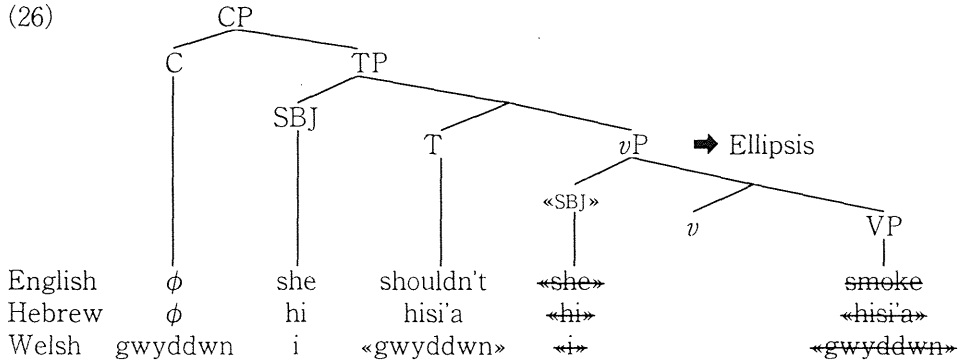 (26)
CP
C TP
SBJ
T vP ➡ Ellipsis
«SBJ»
v VP
English ϕ she shouldn't «she» smoke
Hebrew ϕ hi hisi'a «hi» «hisi'a»
Welsh gwyddwn i «gwyddwn» «i» «gwyddwn»